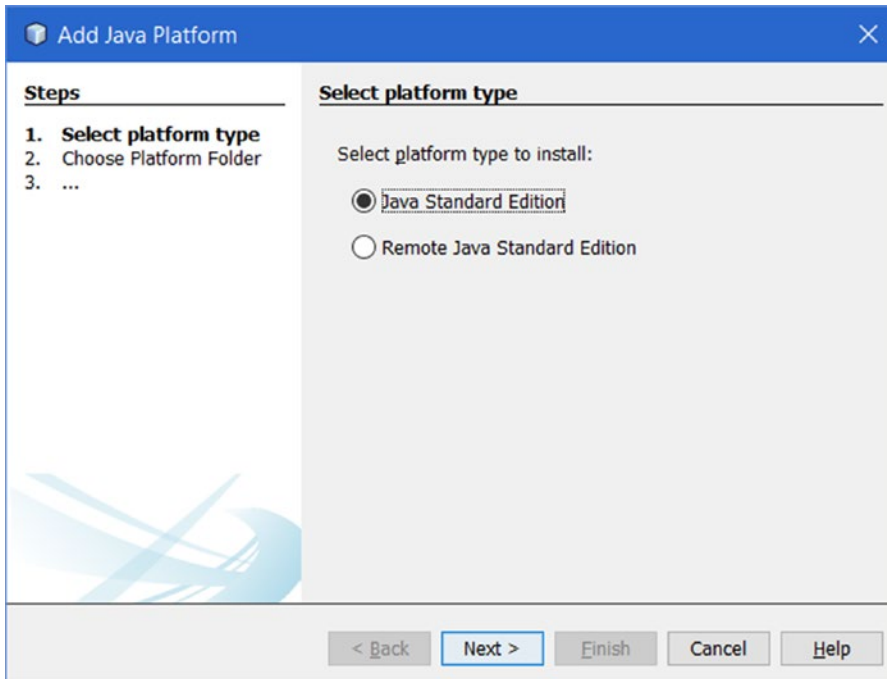 Add Java Platform
Steps
1. Select platform type
2. Choose Platform Folder
3. ...
Select platform type
Select platform type to install:
Java Standard Edition
Remote Java Standard Edition
< Back
Next >
Finish
Cancel
Help